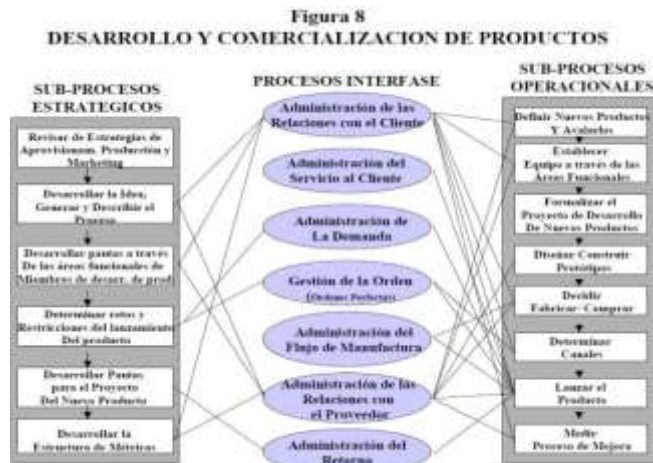 Figura 8
DESARROLLO Y COMERCIALIZACION DE PRODUCTOS
SUB-PROCESOS
ESTRATEGICOS
Revisar de Estrategias de
Aprovisionam. Producción y
Marketing
Desarrollar la Idea,
Generar y Describir el
Proceso
Desarrollar pautas a través
De las áreas funcionales de
Miembros de desarr. de prod
Determinar retos y
Restricciones del lanzamiento
Del producto
Desarrollar Pautas
para el Proyecto
Del Nuevo Producto
Desarrollar la
Estructura de Métricas
PROCESOS INTERFASE
Administración de las
Relaciones con el Cliente
Administración del
Servicio al Cliente
Administración de
La Demanda
Gestión de la Orden
(Ordenes Perfectas)
Administración del
Flujo de Manufactura
Administración de las
Relaciones con
el Proveedor
Administración del
Retorno
SUB-PROCESOS
OPERACIONALES
Definir Nuevos Productos
Y Avalúelos
Establecer
Equipo a través de las
Áreas Funcionales
Formalizar el
Proyecto de Desarrollo
De Nuevos Productos
Diseñar Construir
Prototipos
Decidir
Fabricar- Comprar
Determinar
Canales
Lanzar el
Producto
Medir
Proceso de Mejora